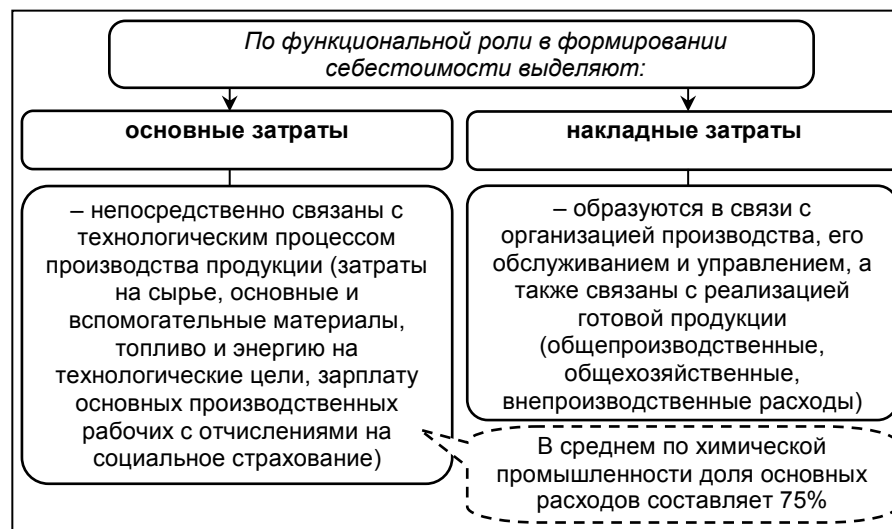 По функциональной роли в формировании
себестоимости выделяют:
основные затраты
– непосредственно связаны с
технологическим процессом
производства продукции (затраты
на сырье, основные и
вспомогательные материалы,
топливо и энергию на
технологические цели, зарплату
основных производственных
рабочих с отчислениями на
социальное страхование)
накладные затраты
– образуются в связи с
организацией производства, его
обслуживанием и управлением, а
также связаны с реализацией
готовой продукции
(общепроизводственные,
общехозяйственные,
внепроизводственные расходы)
В среднем по химической
промышленности доля основных
расходов составляет 75%